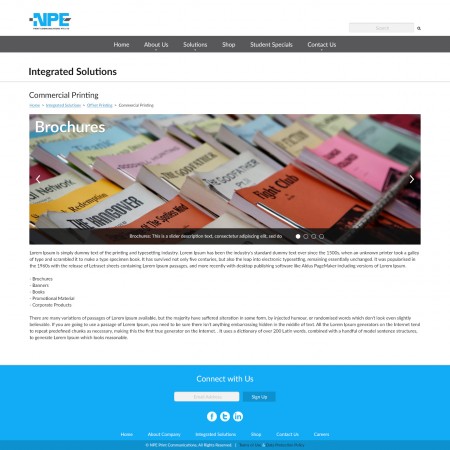 NPE
Search
Home About Us Solutions Shop Student Specials Contact Us
Integrated Solutions
Commercial Printing
Home > Integrated Solutions > Offset Printing > Commercial Printing
Brochures
The Social Network
Redemption
THE HANGOVER
THE GODFATHER
THE GODFATHER
Fight Club
Brochures: This is a slider description text, consectetur adipiscing elit, sed do
Lorem Ipsum is simply dummy text of the printing and typesetting industry. Lorem Ipsum has been the industry's standard dummy text ever since the 1500s, when an unknown printer took a galley
of type and scrambled it to make a type specimen book. It has survived not only five centuries, but also the leap into electronic typesetting, remaining essentially unchanged. It was popularised in
the 1960s with the release of Letraset sheets containing Lorem Ipsum passages, and more recently with desktop publishing software like Aldus PageMaker including versions of Lorem Ipsum.
- Brochures
- Banners
- Books
- Promotional Material
- Corporate Products
There are many variations of passages of Lorem Ipsum available, but the majority have suffered alteration in some form, by injected humour, or randomised words which don't look even slightly
believable. If you are going to use a passage of Lorem Ipsum, you need to be sure there isn't anything embarrassing hidden in the middle of text. All the Lorem Ipsum generators on the Internet tend
to repeat predefined chunks as necessary, making this the first true generator on the Internet. . It uses a dictionary of over 200 Latin words, combined with a handful of model sentence structures,
to generate Lorem Ipsum.
Connect with Us
Email Address Sign Up
Home About Company Integrated Solutions Shop Contact Us Careers
© NPE Print Communications. All Rights Reserved. | Terms of Use &